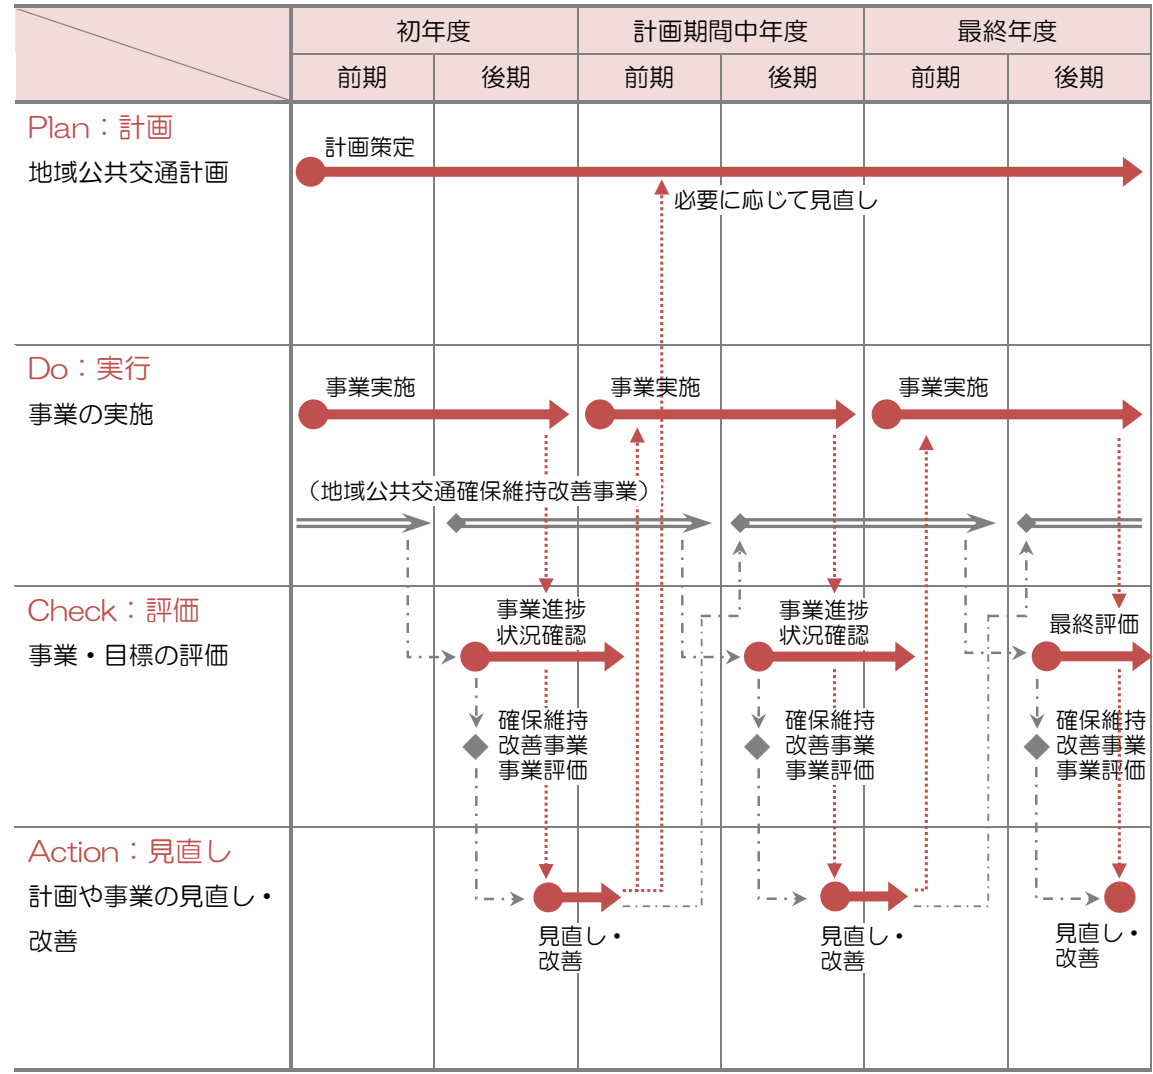 初年度
計画期間中年度
最終年度
前期
後期
前期
後期
前期
後期
Plan：計画
地域公共交通計画
計画策定
必要に応じて見直し
Do：実行
事業の実施
事業実施
事業実施
事業実施
（地域公共交通確保維持改善事業）
Check：評価
事業・目標の評価
事業進捗
状況確認
事業進捗
状況確認
最終評価
確保維持
改善事業
事業評価
確保維持
改善事業
事業評価
確保維持
改善事業
事業評価
Action：見直し
計画や事業の見直し・
改善
見直し・
改善
見直し・
改善
見直し・
改善